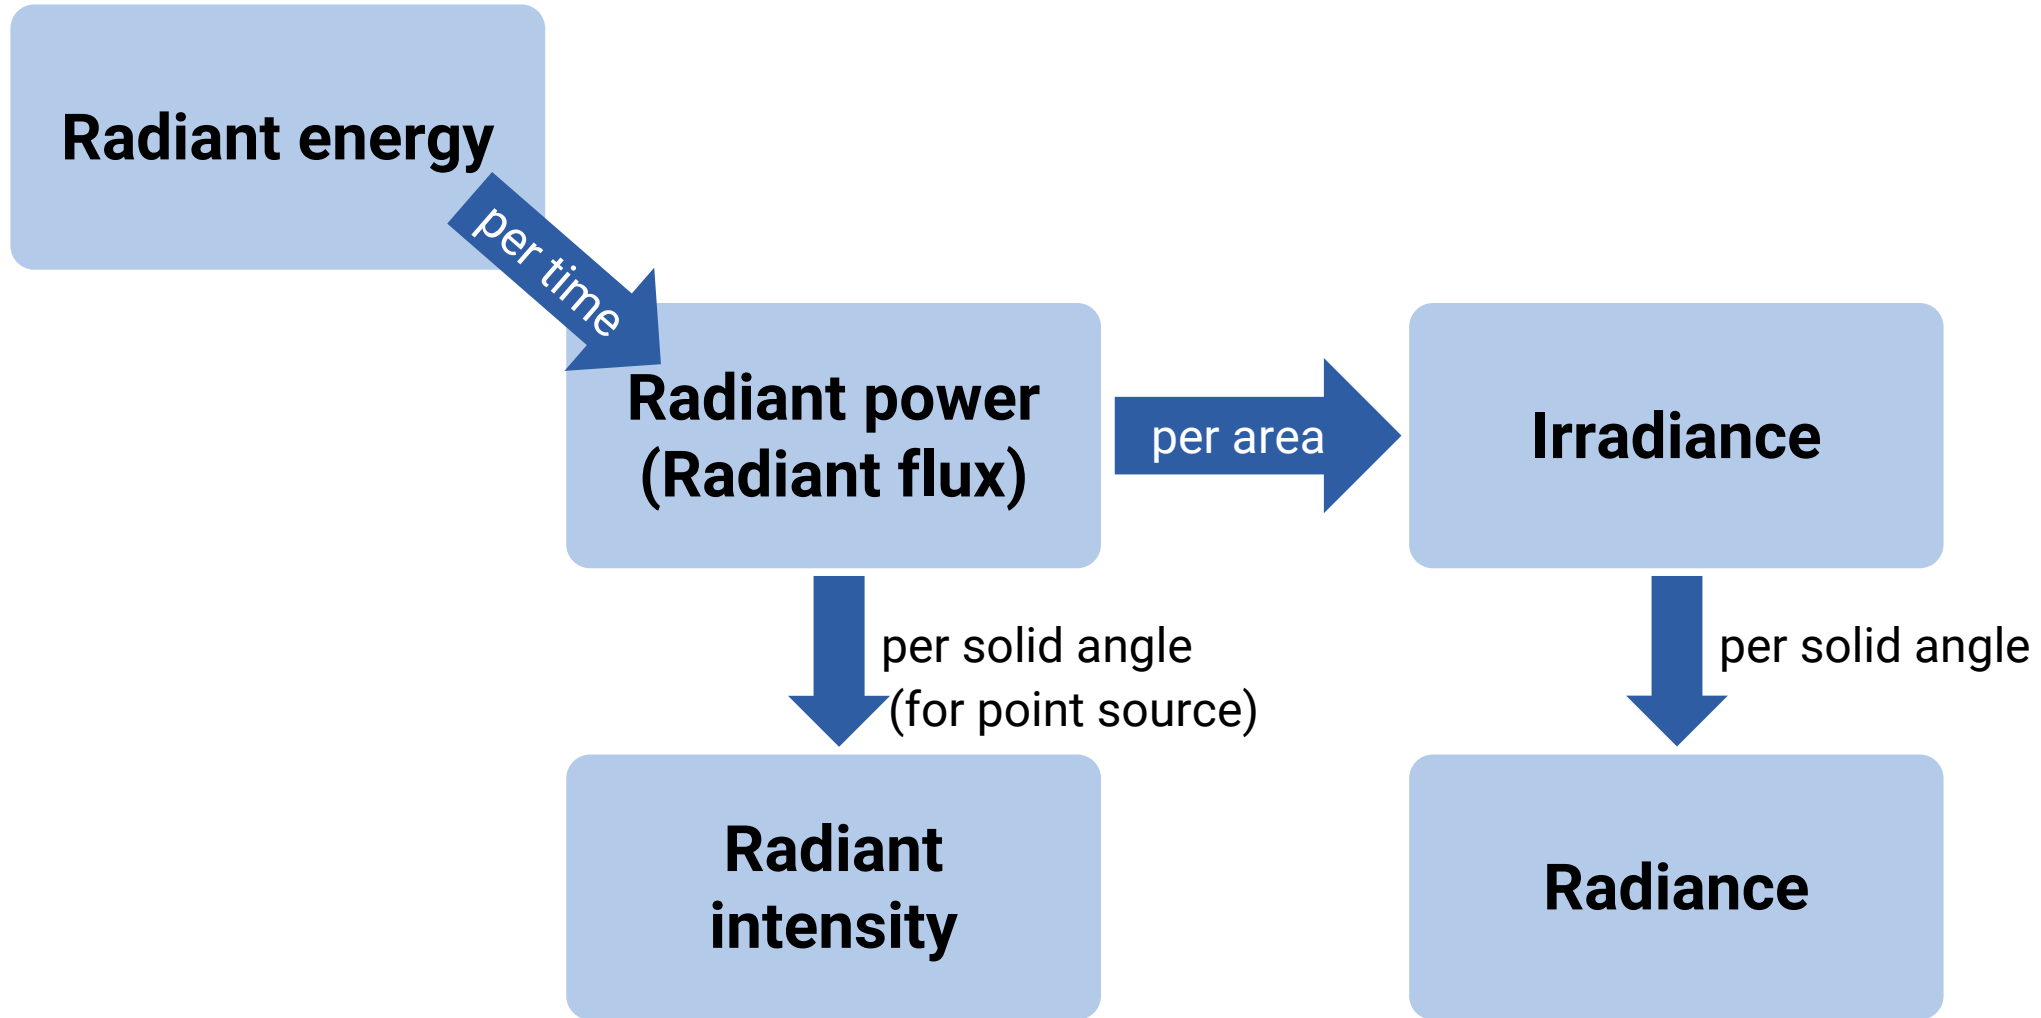 Radiant energy
per time
Radiant power
(Radiant flux)
per area
Irradiance
per solid angle
(for point source)
per solid angle
Radiant
intensity
Radiance